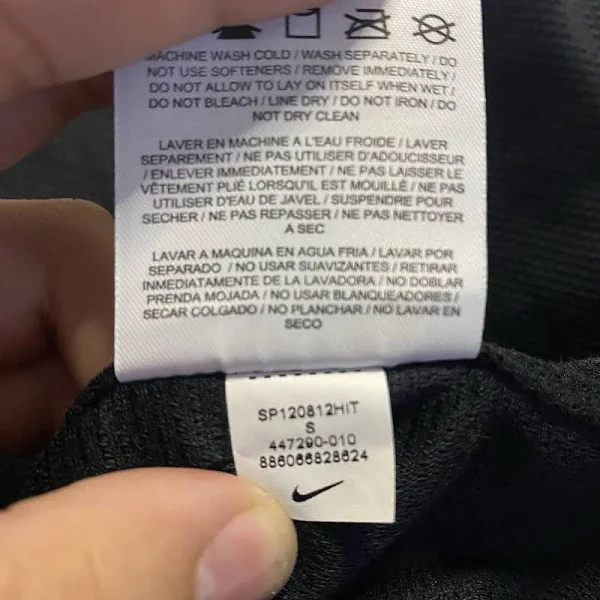 MACHINE WASH COLD / WASH SEPARATELY / DO
NOT USE SOFTENERS / REMOVE IMMEDIATELY /
DO NOT ALLOW TO LAY ON ITSELF WHEN WET /
DO NOT BLEACH / LINE DRY / DO NOT IRON / DO
NOT DRY CLEAN
LAVER EN MACHINE A L'EAU FROIDE / LAVER
SEPAREMENT / NE PAS UTILISER D'ADOUCISSEUR
/ ENLEVER IMMEDIATEMENT / NE PAS LAISSER LE
VÊTEMENT PLIÉ LORSQU'IL EST MOUILLÉ / NE PAS
UTILISER D'EAU DE JAVEL / SUSPENDRE POUR
SECHER / NE PAS REPASSER / NE PAS NETTOYER
A SEC
LAVAR A MAQUINA EN AGUA FRIA / LAVAR POR
SEPARADO / NO USAR SUAVIZANTES / RETIRAR
INMEDIATAMENTE DE LA LAVADORA / NO DOBLAR
PRENDA MOJADA / NO USAR BLANQUEADORES /
SECAR COLGADO / NO PLANCHAR / NO LAVAR EN
SECO
SP120812HIT
S
447290-010
886066828624